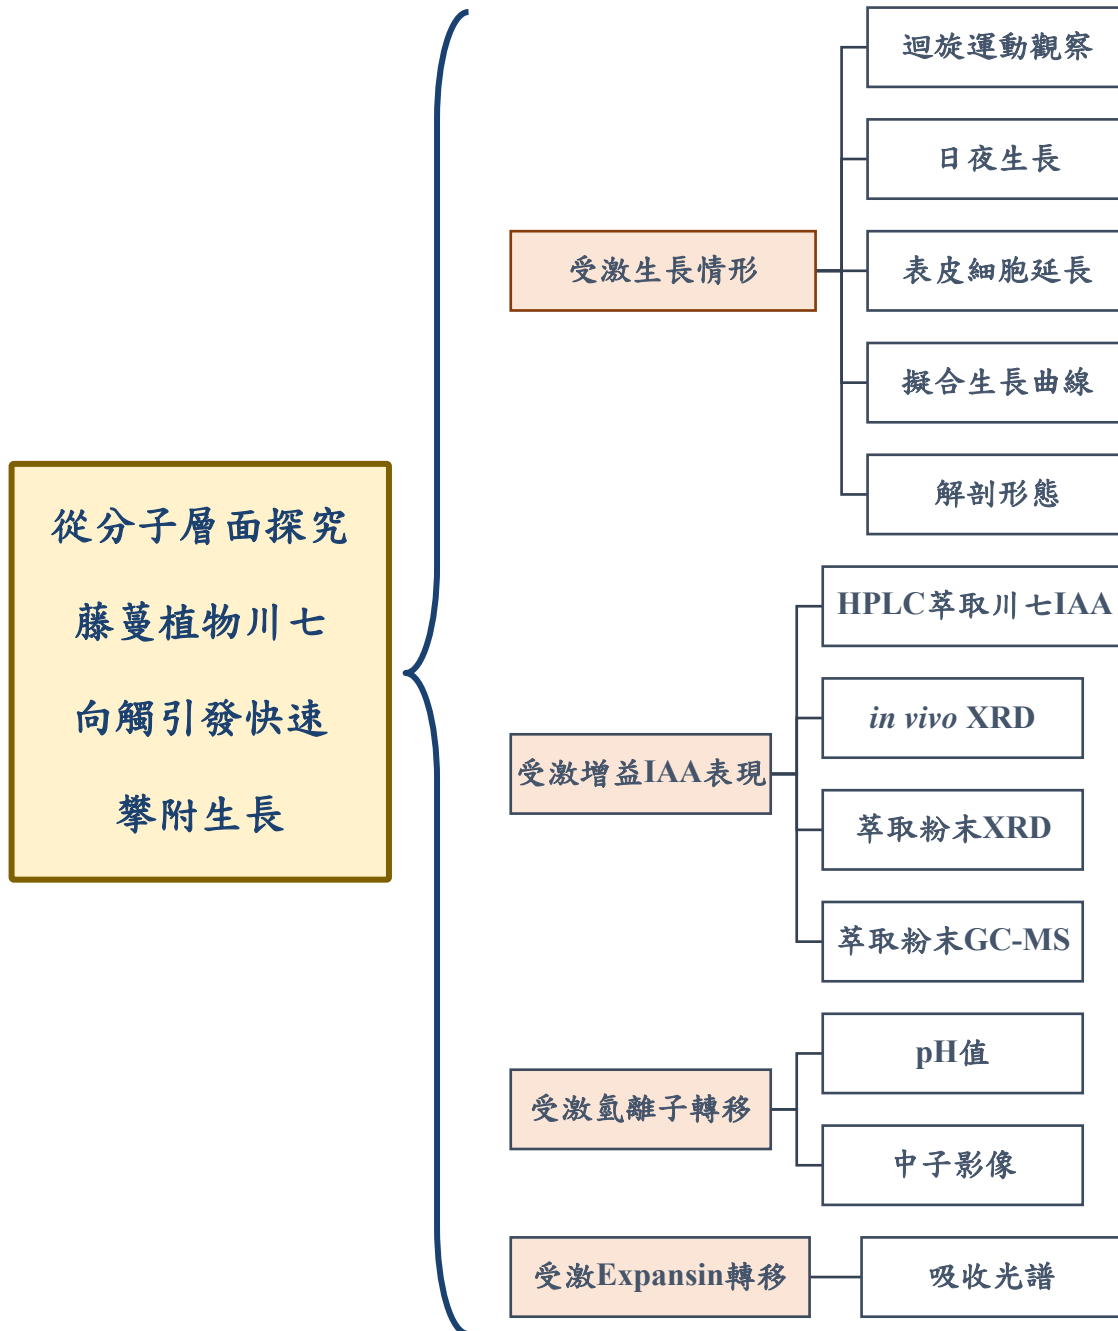 從分子層面探究
藤蔓植物川七
向觸引發快速
攀附生長
受激生長情形
迴旋運動觀察
日夜生長
表皮細胞延長
擬合生長曲線
解剖形態
受激增益IAA表現
HPLC萃取川七IAA
in vivo XRD
萃取粉末XRD
萃取粉末GC-MS
受激氫離子轉移
pH值
中子影像
受激Expansin轉移
吸收光譜